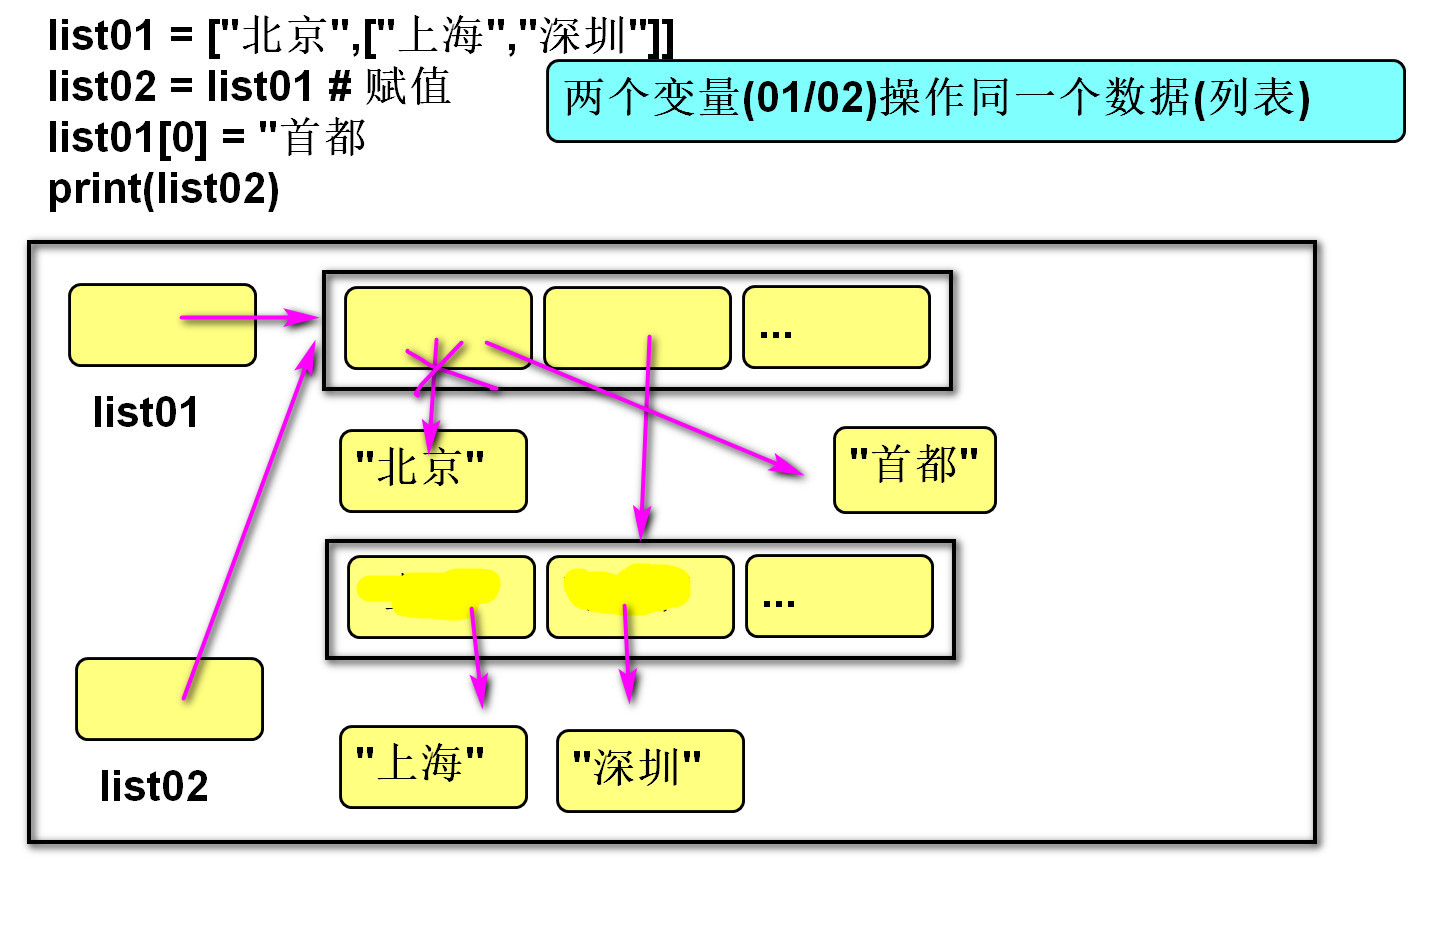 list01 = ["北京",["上海","深圳"]]
list02 = list01 # 赋值
两个变量(01/02)操作同一个数据(列表)
list01[0] = "首都
print(list02)
...
list01
"北京"
"首都"
...
"上海"
"深圳"
list02